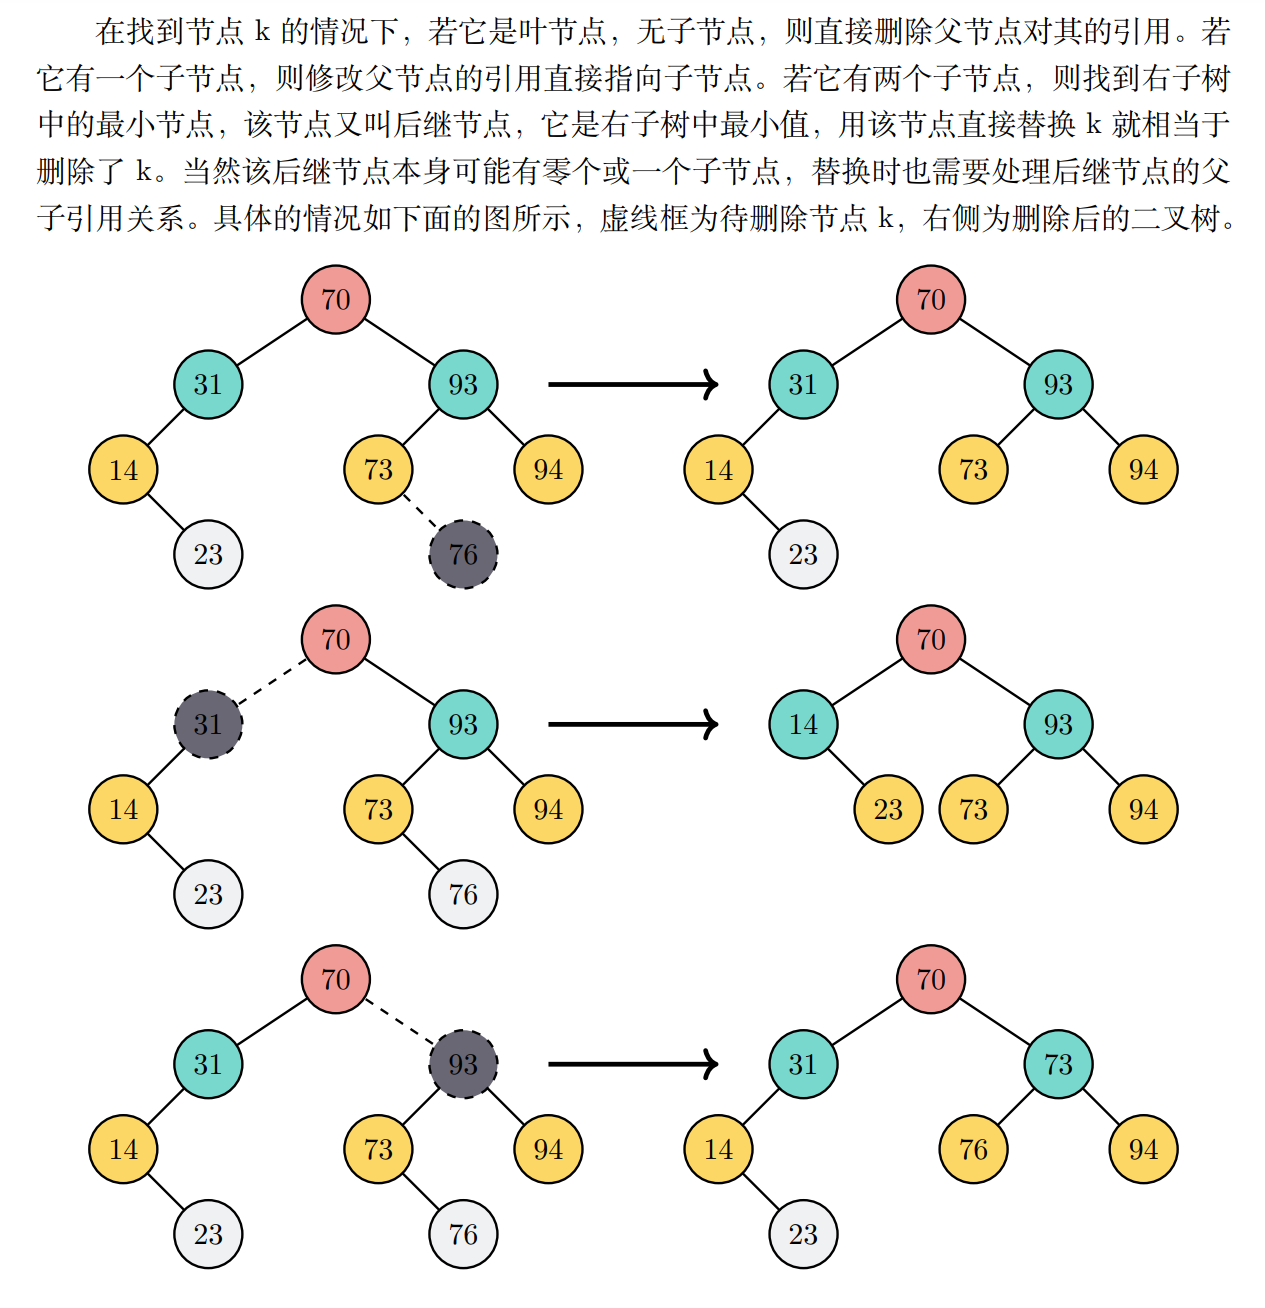 在找到节点 k 的情况下，若它是叶节点，无子节点，则直接删除父节点对其的引用。若
它有一个子节点，则修改父节点的引用直接指向子节点。若它有两个子节点，则找到右子树
中的最小节点，该节点又叫后继节点，它是右子树中最小值，用该节点直接替换 k 就相当于
删除了 k。当然该后继节点本身可能有零个或一个子节点，替换时也需要处理后继节点的父
子引用关系。具体的情况如下面的图所示，虚线框为待删除节点 k，右侧为删除后的二叉树。
70 70
31 93 31 93
14 73 94 14 73 94
23 76 23
70 70
31 93 14 93
14 73 94 23 73 94
23 76
70 70
31 93 31 73
14 73 94 14 76 94
23 76 23